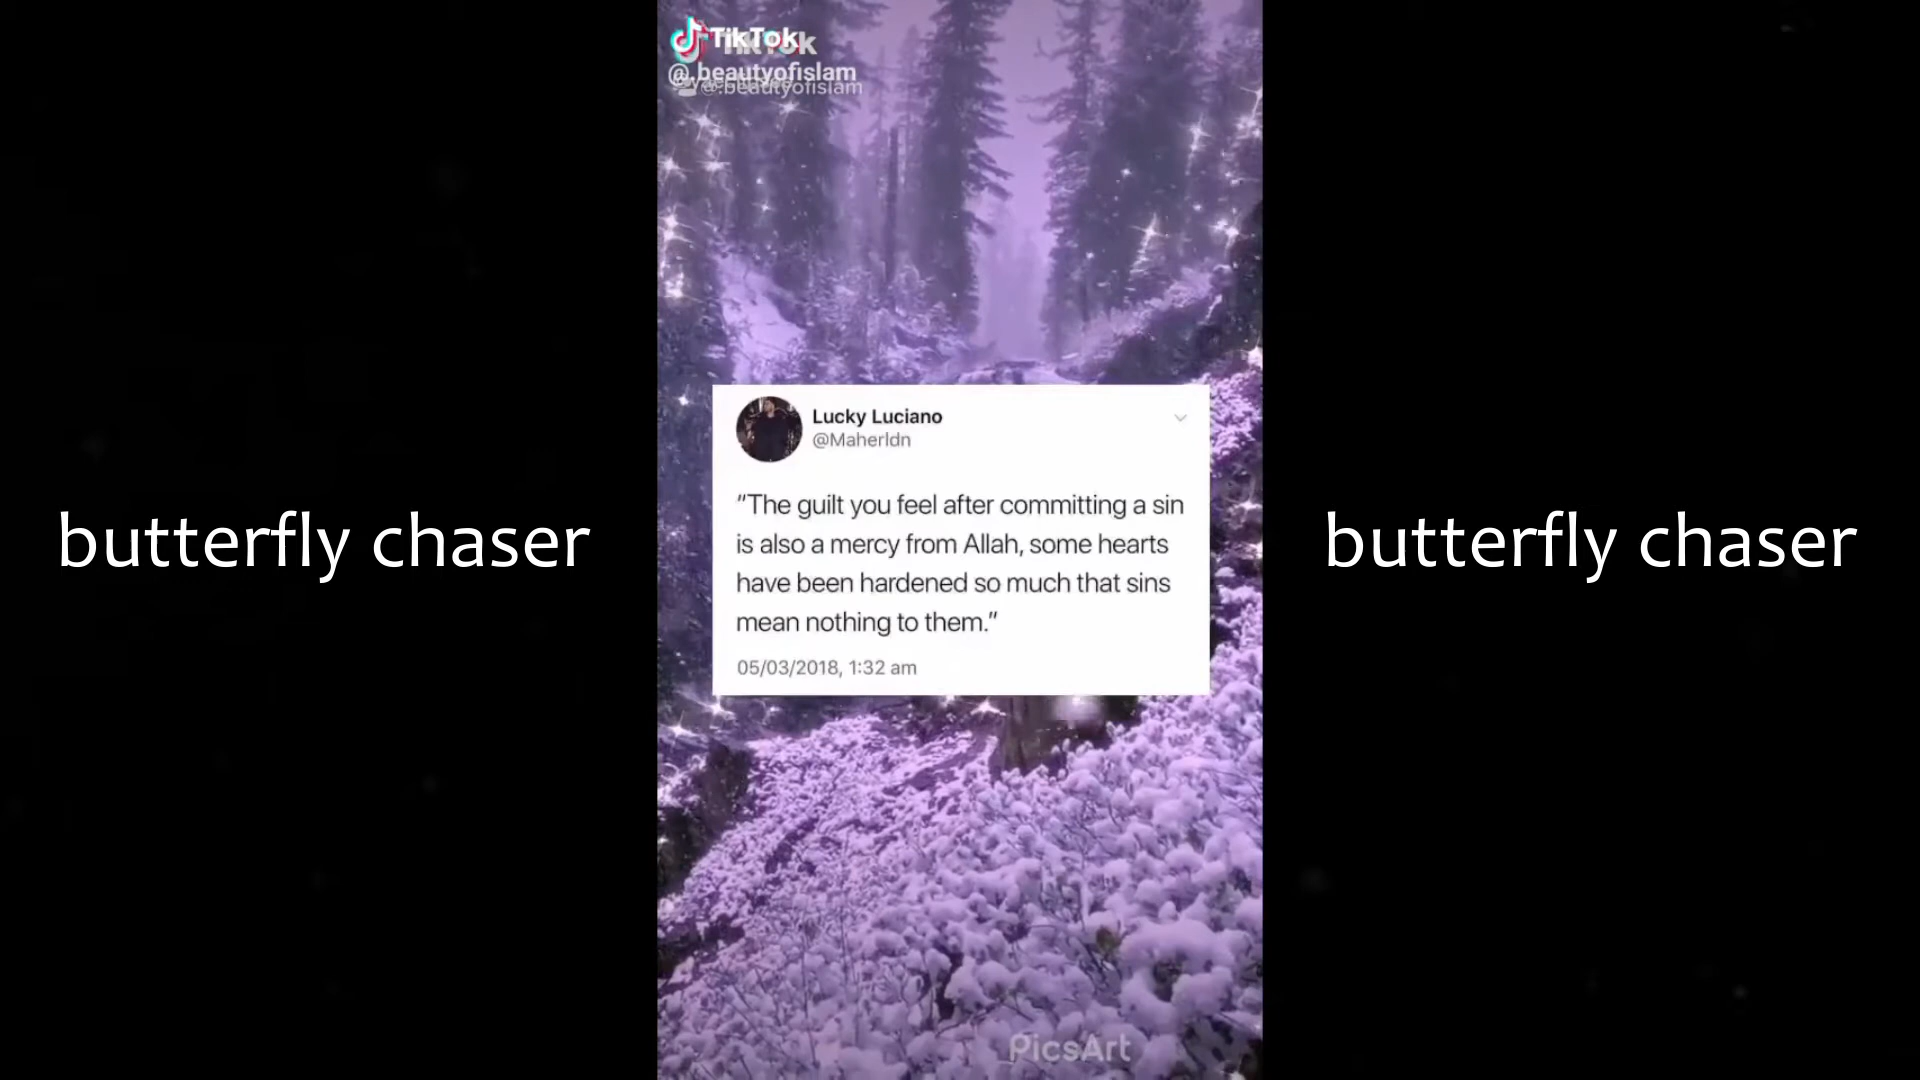 TikTok
TikTok
@.beautyofislam
@.beautyofislam
butterfly chaser
butterfly chaser
Lucky Luciano
@Maherldn
“The guilt you feel after committing a sin
is also a mercy from Allah, some hearts
have been hardened so much that sins
mean nothing to them.”
05/03/2018, 1:32 am
PicsArt